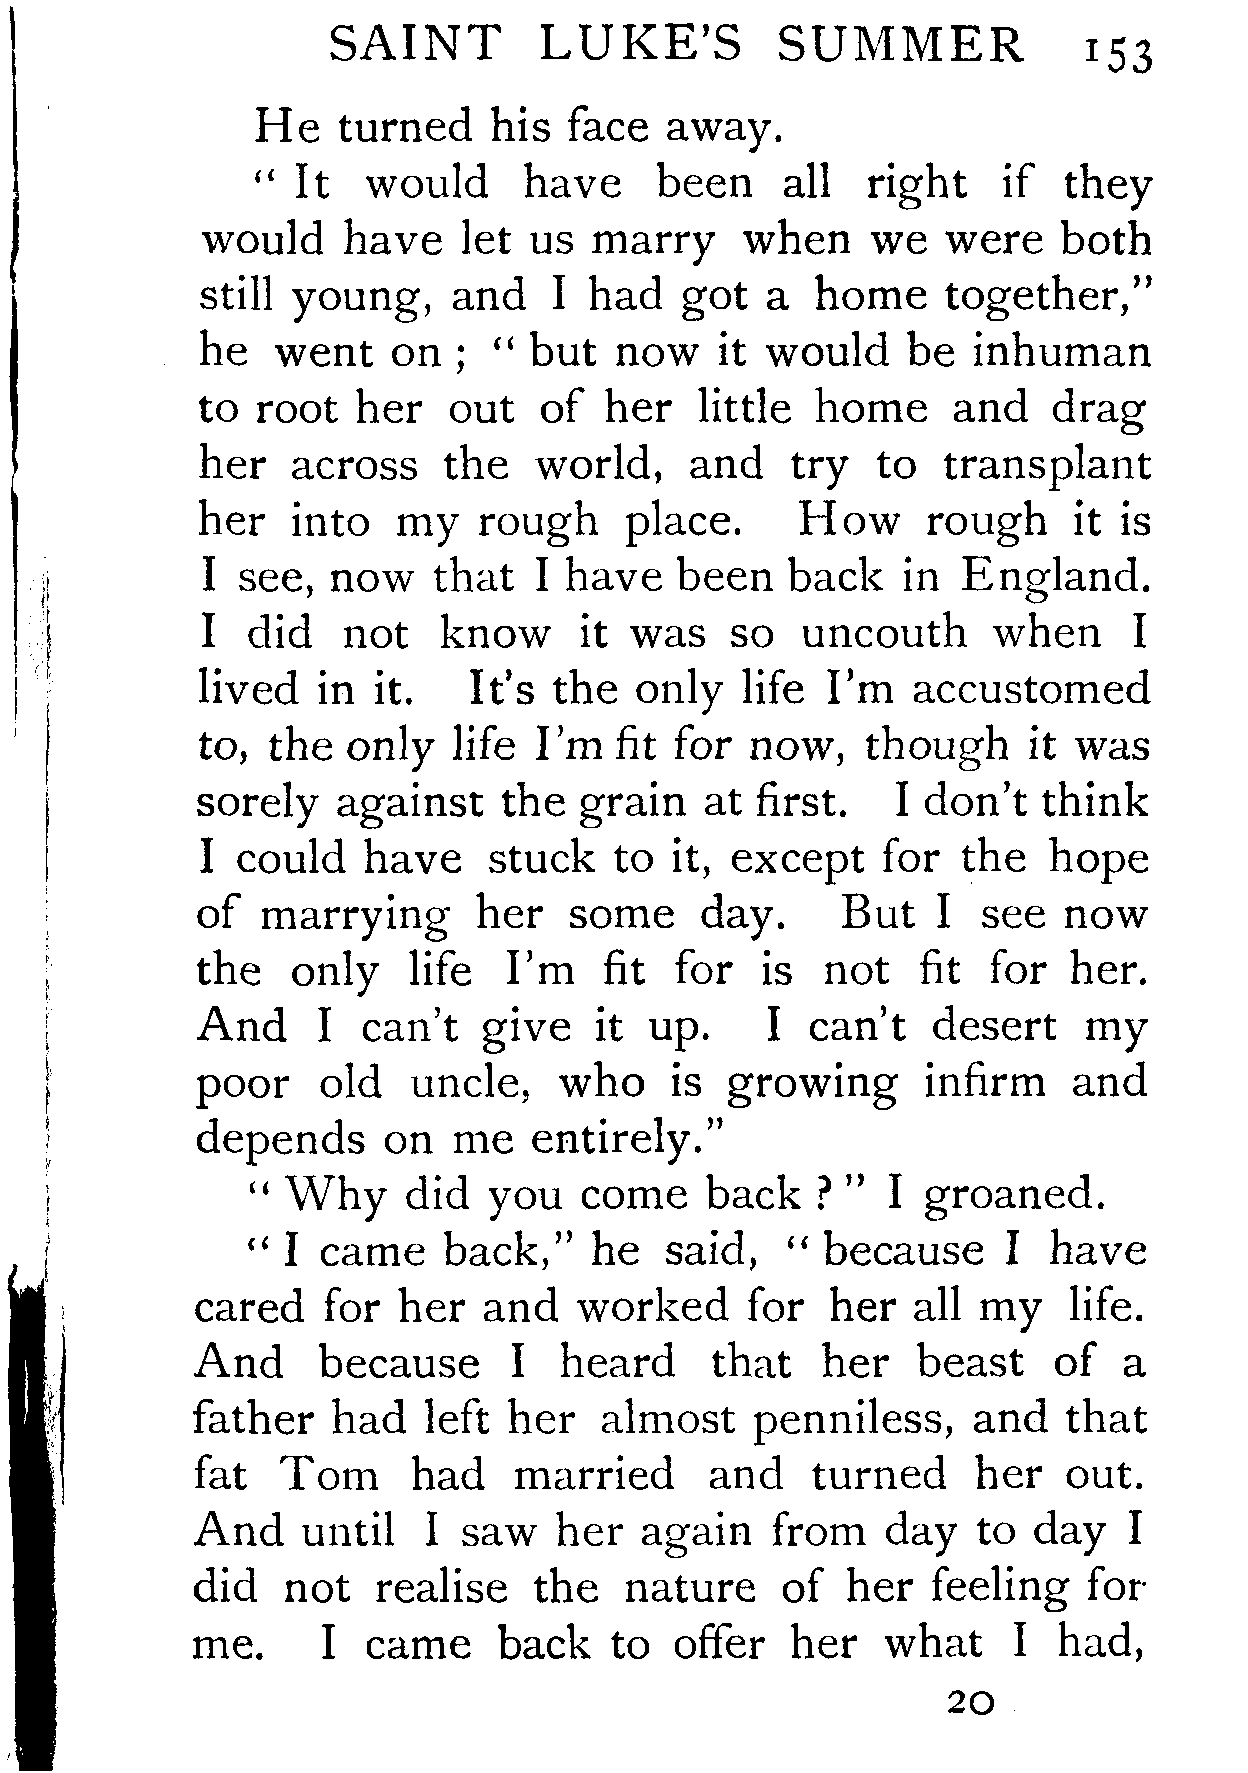 SAINT LUKE'S SUMMER 153
He turned his face away.
" It would have been all right if they
would have let us marry when we were both
still young, and I had got a home together,"
he went on ; " but now it would be inhuman
to root her out of her little home and drag
her across the world, and try to transplant
her into my rough place. How rough it is
I see, now that I have been back in England.
I did not know it was so uncouth when I
lived in it. It's the only life I'm accustomed
to, the only life I'm fit for now, though it was
sorely against the grain at first. I don't think
I could have stuck to it, except for the hope
of marrying her some day. But I see now
the only life I'm fit for is not fit for her.
And I can't give it up. I can't desert my
poor old uncle, who is growing infirm and
depends on me entirely."
" Why did you come back ? " I groaned.
" I came back," he said, " because I have
cared for her and worked for her all my life.
And because I heard that her beast of a
father had left her almost penniless, and that
fat Tom had married and turned her out.
And until I saw her again from day to day I
did not realise the nature of her feeling for
me. I came back to offer her what I had,
20